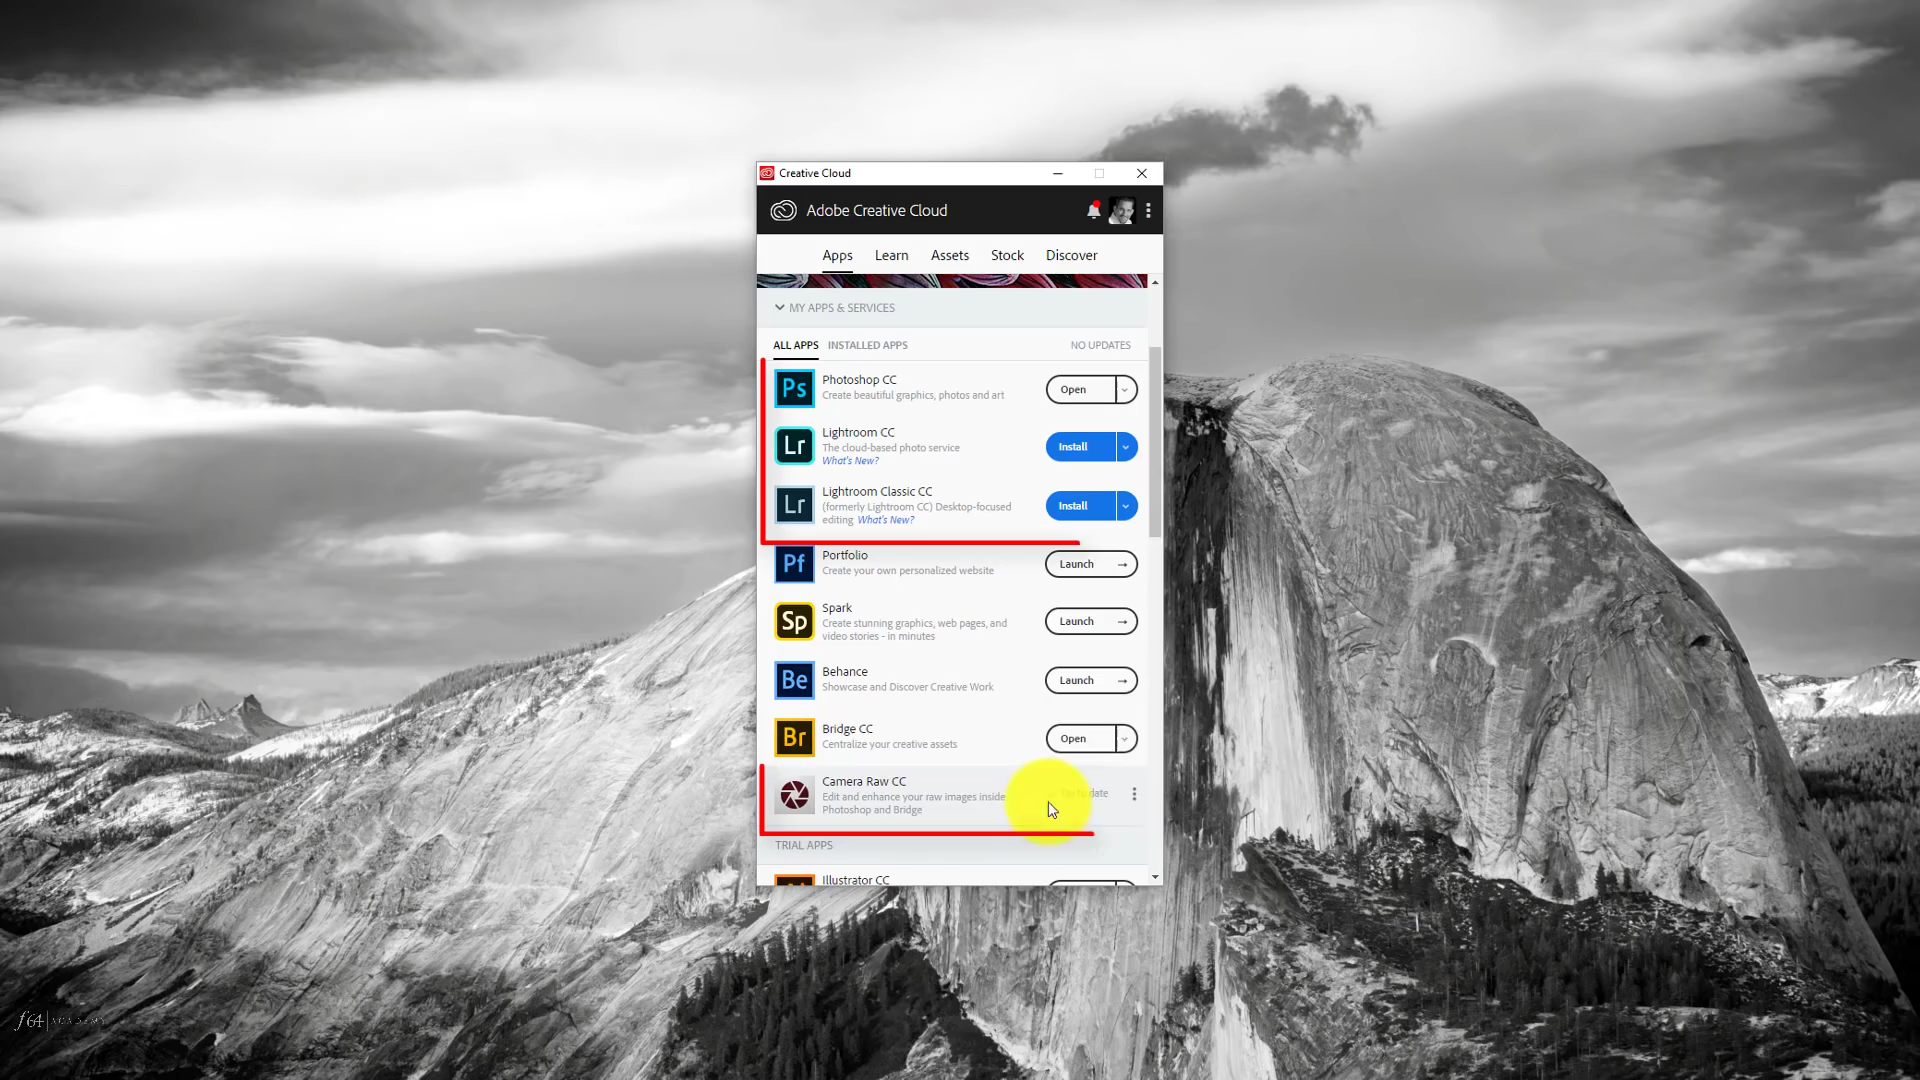 Creative Cloud
Adobe Creative Cloud
Apps Learn Assets Stock Discover
MY APPS & SERVICES
ALL APPS INSTALLED APPS NO UPDATES
Ps
Photoshop CC
Create beautiful graphics, photos and art
Open
Lr
Lightroom CC
The cloud-based photo service
What's New?
Install
Lr
Lightroom Classic CC
(formerly Lightroom CC) Desktop-focused
editing What's New?
Install
Pf
Portfolio
Create your own personalized website
Launch →
Sp
Spark
Create stunning graphics, web pages, and
video stories - in minutes
Launch →
Be
Behance
Showcase and Discover Creative Work
Launch →
Br
Bridge CC
Centralize your creative assets
Open
Camera Raw CC
Edit and enhance your raw images inside
Photoshop and Bridge
Up to date
TRIAL APPS
Illustrator CC
f64 ACADEMY